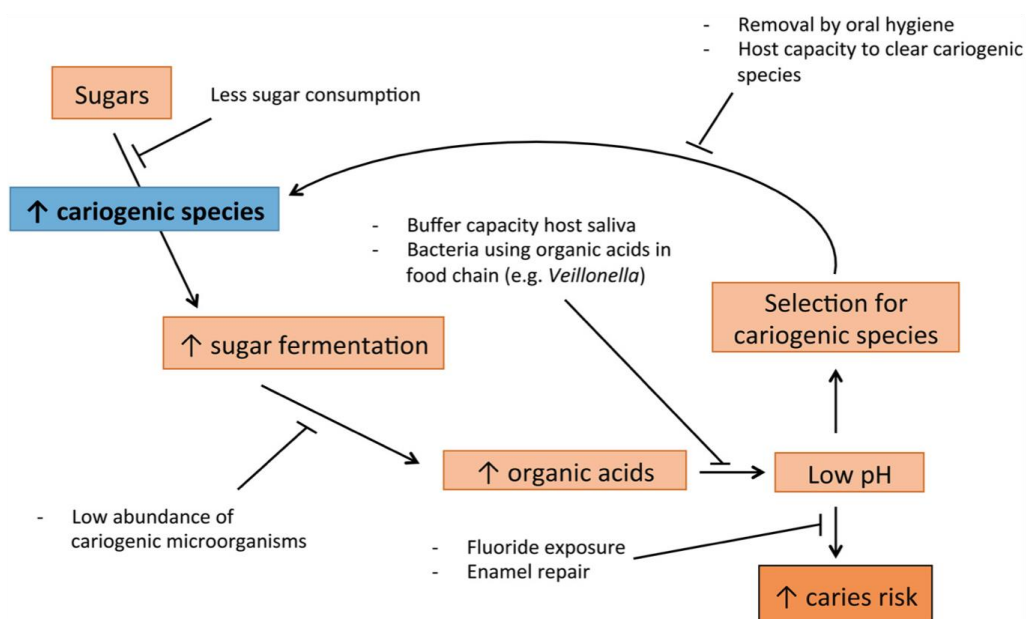 - Removal by oral hygiene
- Host capacity to clear cariogenic
species
Sugars
Less sugar consumption
↑ cariogenic species
- Buffer capacity host saliva
- Bacteria using organic acids in
food chain (e.g. Veillonella)
Selection for
cariogenic species
↑ sugar fermentation
↑ organic acids
Low pH
- Low abundance of
cariogenic microorganisms
- Fluoride exposure
- Enamel repair
↑ caries risk